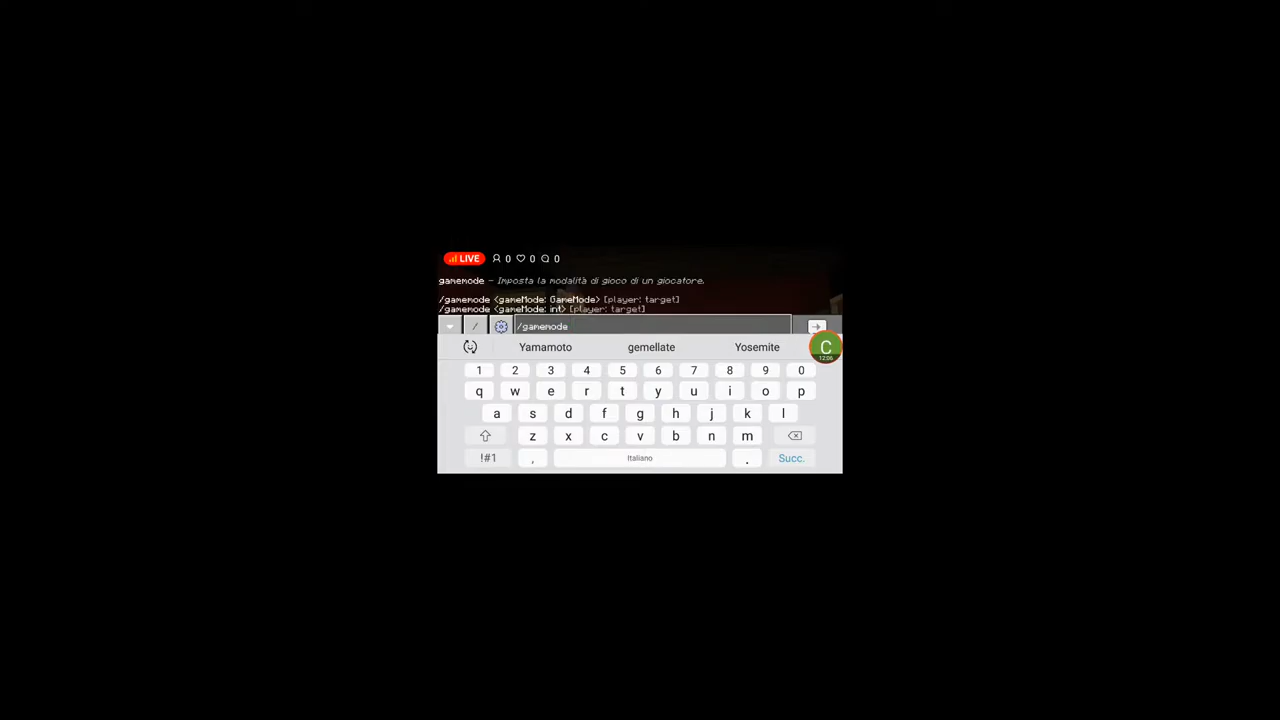 LIVE 0 0 0
gamemode - Imposta la modalità di gioco di un giocatore.
/gamemode <gameMode: GameMode> [player: target]
/gamemode <gameMode: int> [player: target]
/ /gamemode
Yamamoto gemellate Yosemite C
12:06
1 2 3 4 5 6 7 8 9 0
q w e r t y u i o p
a s d f g h j k l
z x c v b n m
!#1 , Italiano . Succ.